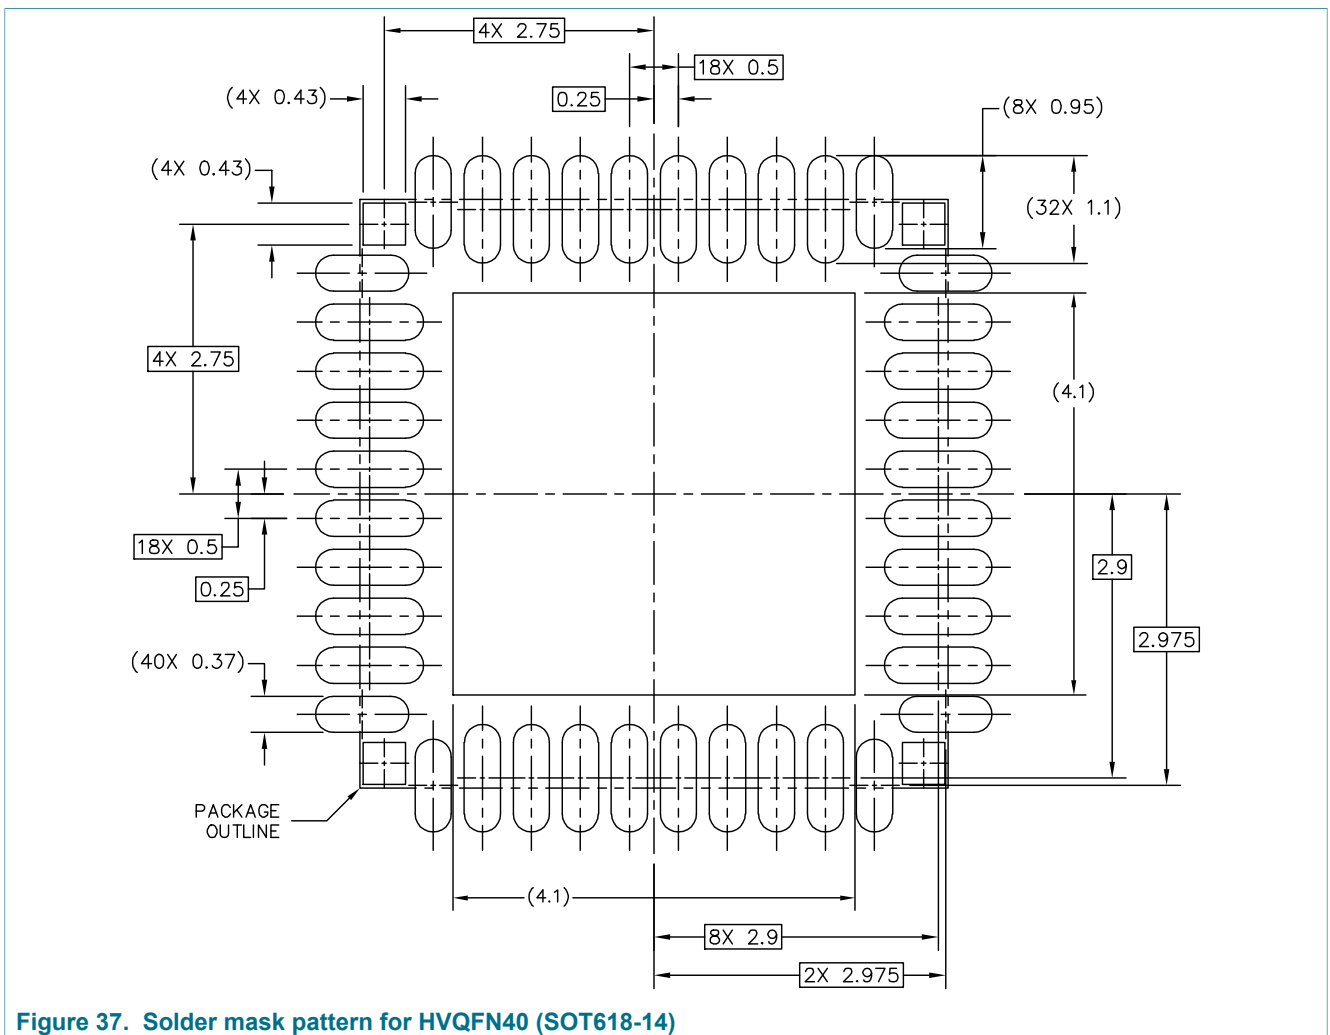 4X 2.75
18X 0.5
0.25
(4X 0.43)
(8X 0.95)
(4X 0.43)
(32X 1.1)
4X 2.75
(4.1)
18X 0.5
0.25
2.9
2.975
(40X 0.37)
PACKAGE
OUTLINE
(4.1)
8X 2.9
2X 2.975
Figure 37. Solder mask pattern for HVQFN40 (SOT618-14)